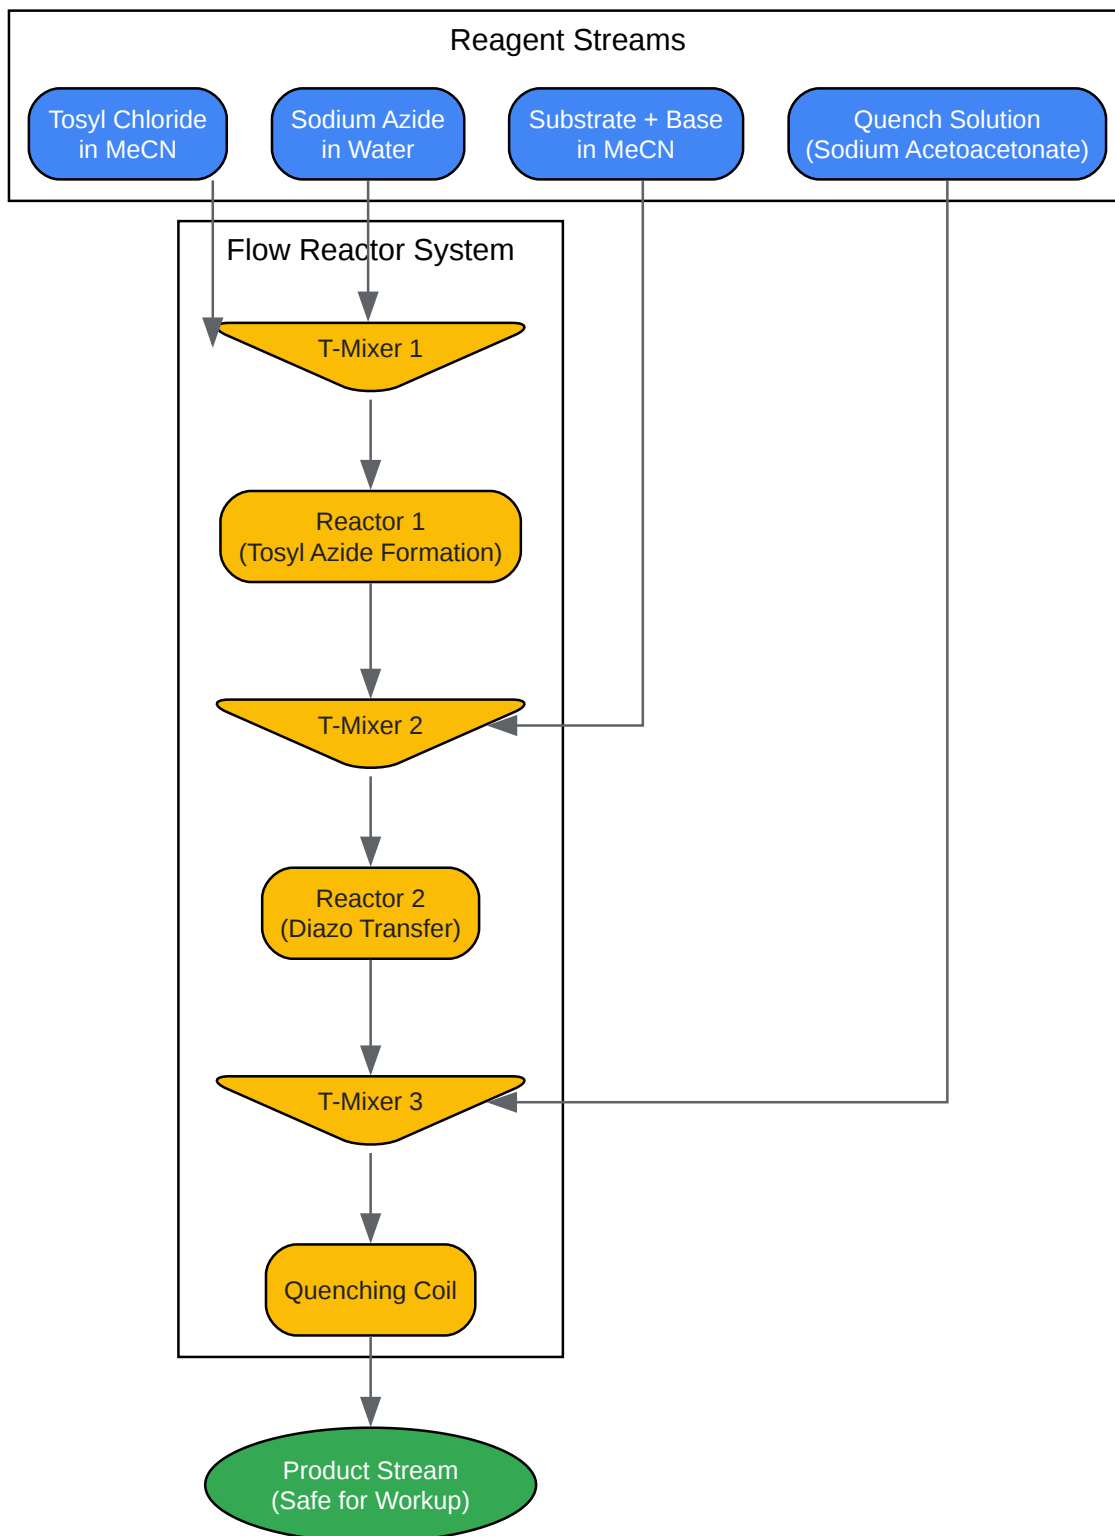 Reagent Streams
Tosyl Chloride
in MeCN
Sodium Azide
in Water
Substrate + Base
in MeCN
Quench Solution
(Sodium Acetoacetonate)
Flow Reactor System
T-Mixer 1
Reactor 1
(Tosyl Azide Formation)
T-Mixer 2
Reactor 2
(Diazo Transfer)
T-Mixer 3
Quenching Coil
Product Stream
(Safe for Workup)